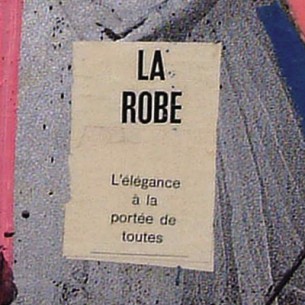 LA
ROBE
L'élégance
à la
portée de
toutes